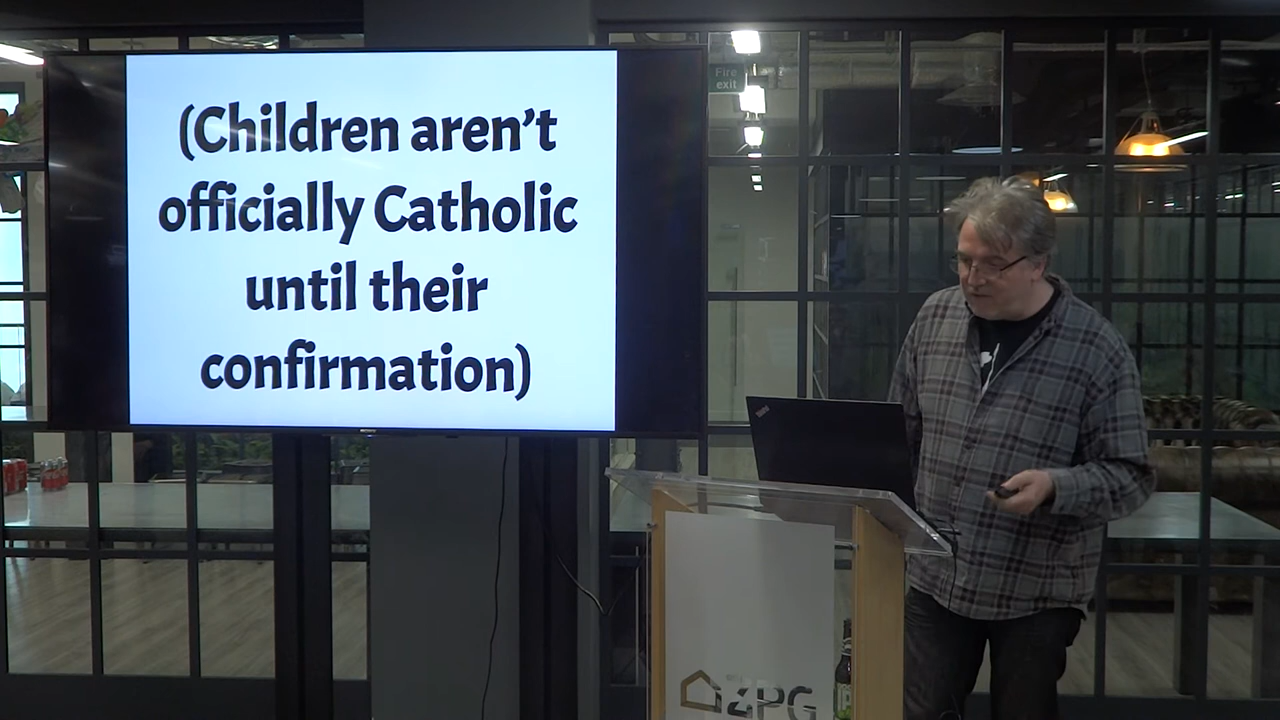 (Children aren’t
officially Catholic
until their
confirmation)
Fire
exit
ZPG